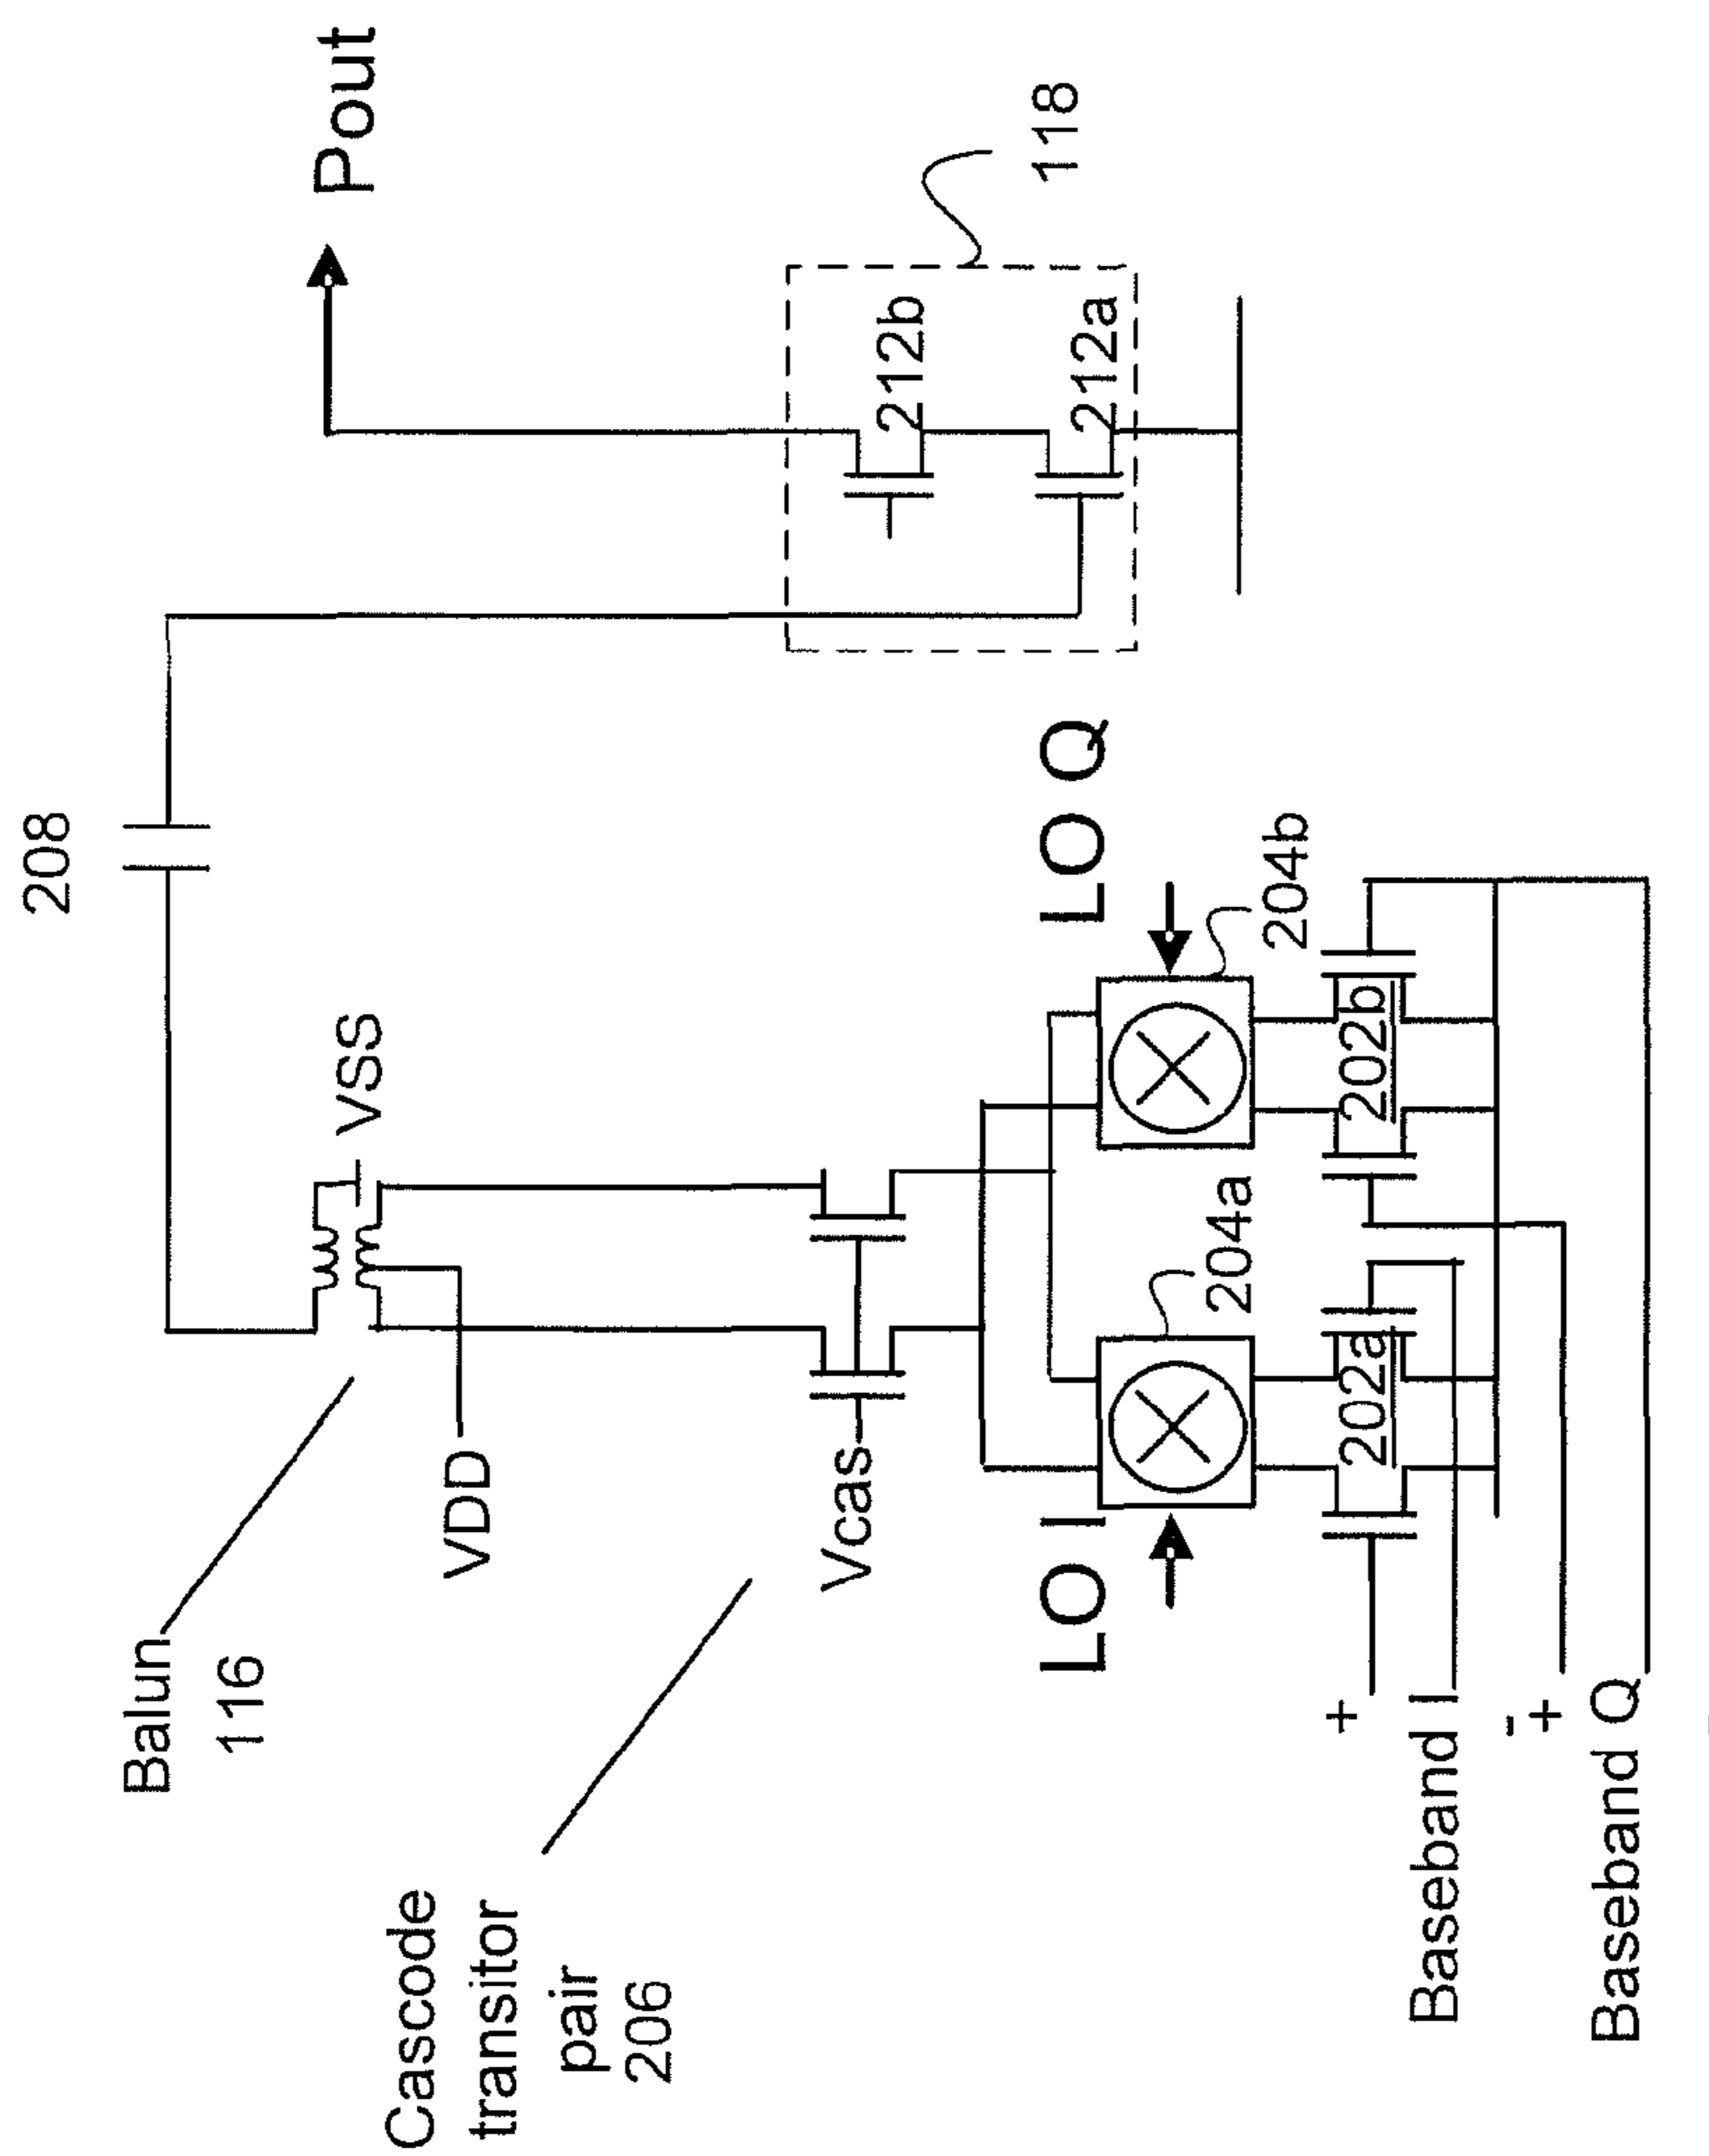 208
Pout
Balun
116
VSS
VDD
Cascode
transitor
pair
206
Vcas
118
212b
212a
LO I
LO Q
204a
204b
202a
202b
+
Baseband I
-
+
Baseband Q
-